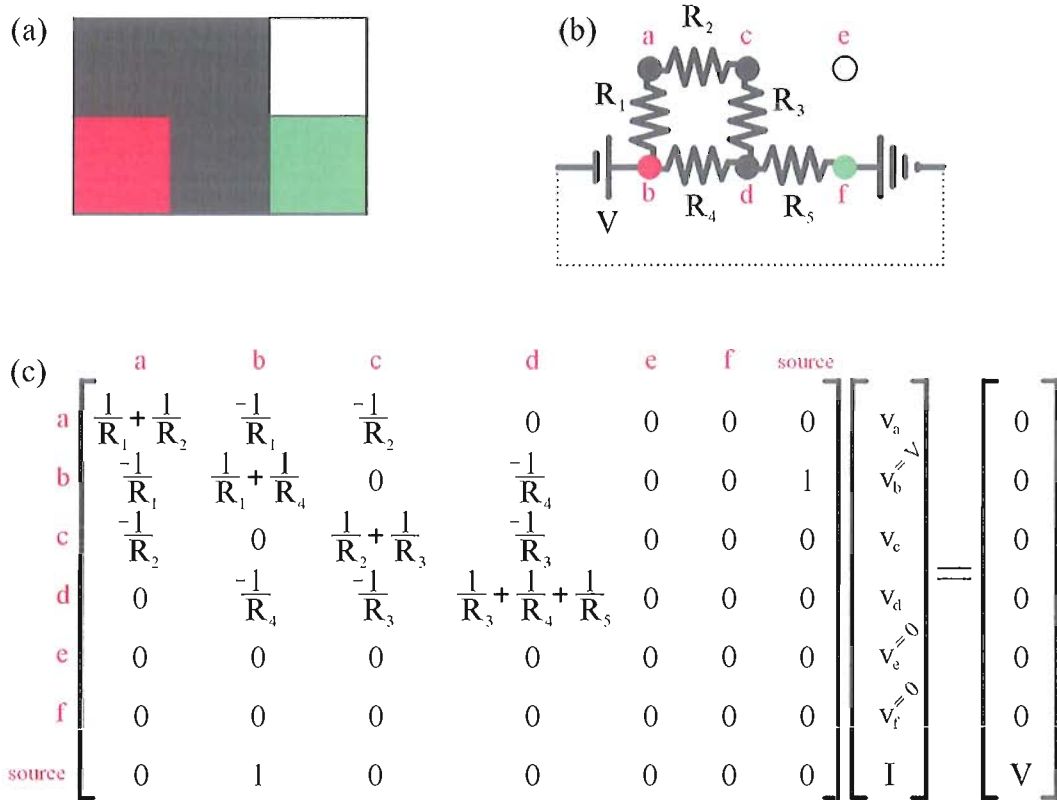 (a)
(b)
a
R₂
c
e
R₁
R₃
b
R₄
d
R₅
f
V
(c)
a b c d e f source
a 1/R₁ + 1/R₂ -1/R₁ -1/R₂ 0 0 0 0 vₐ 0
b -1/R₁ 1/R₁ + 1/R₄ 0 -1/R₄ 0 0 1 v_b = V 0
c -1/R₂ 0 1/R₂ + 1/R₃ -1/R₃ 0 0 0 v_c = 0
d 0 -1/R₄ -1/R₃ 1/R₃ + 1/R₄ + 1/R₅ 0 0 0 v_d 0
e 0 0 0 0 0 0 0 vₑ = 0 0
f 0 0 0 0 0 0 0 v_f = 0 0
source 0 1 0 0 0 0 0 I V